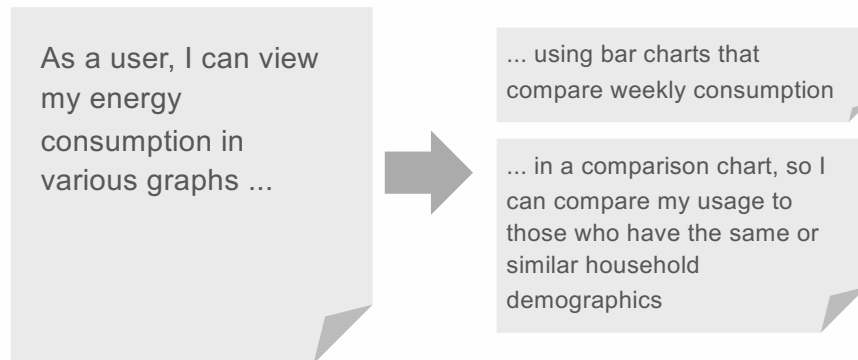 As a user, I can view
my energy
consumption in
various graphs ...
... using bar charts that
compare weekly consumption
... in a comparison chart, so I
can compare my usage to
those who have the same or
similar household
demographics